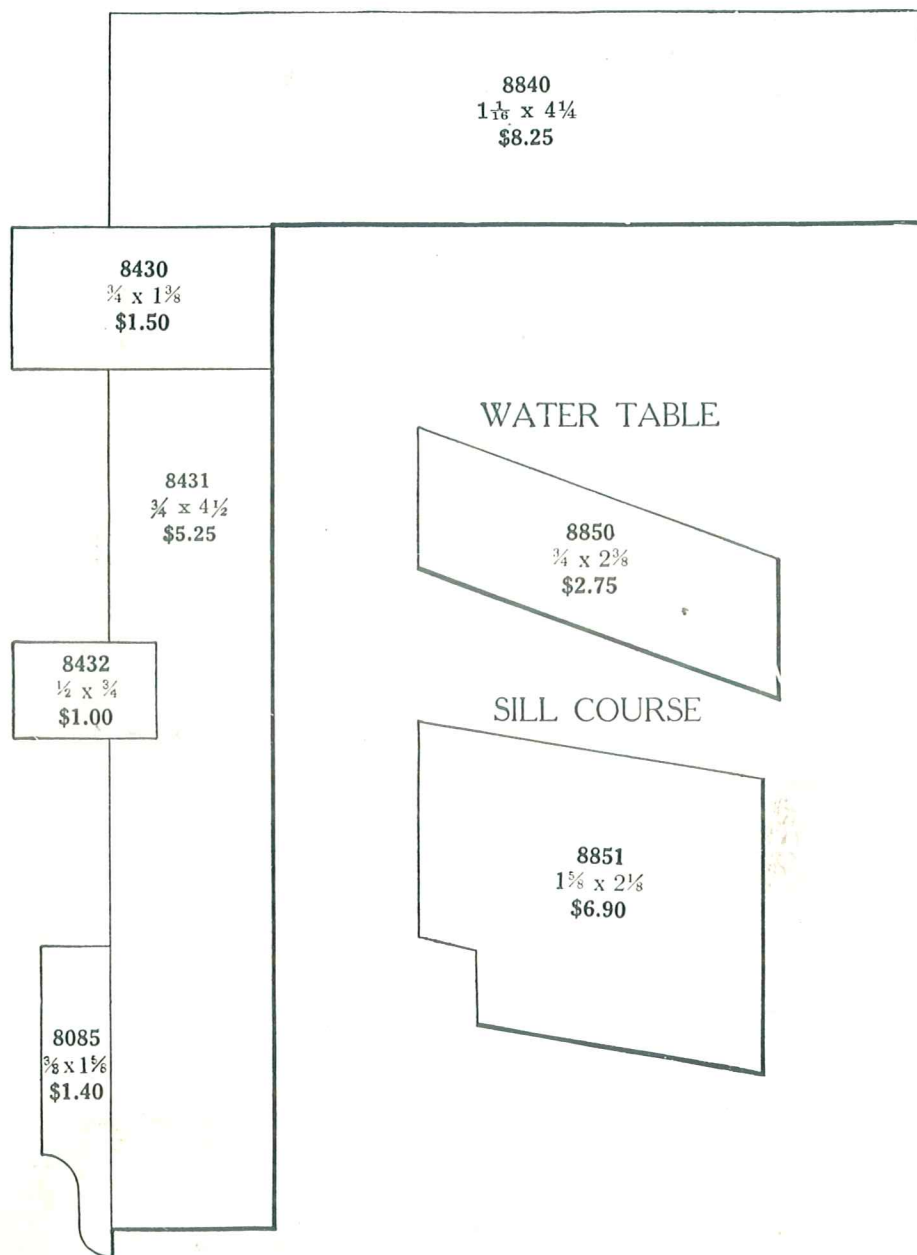 8840
1 1/16 x 4¼
$8.25
8430
¾ x 1⅜
$1.50
WATER TABLE
8431
¾ x 4½
$5.25
8850
¾ x 2⅜
$2.75
8432
½ x ¾
$1.00
SILL COURSE
8851
1⅝ x 2⅛
$6.90
8085
⅜ x 1⅝
$1.40